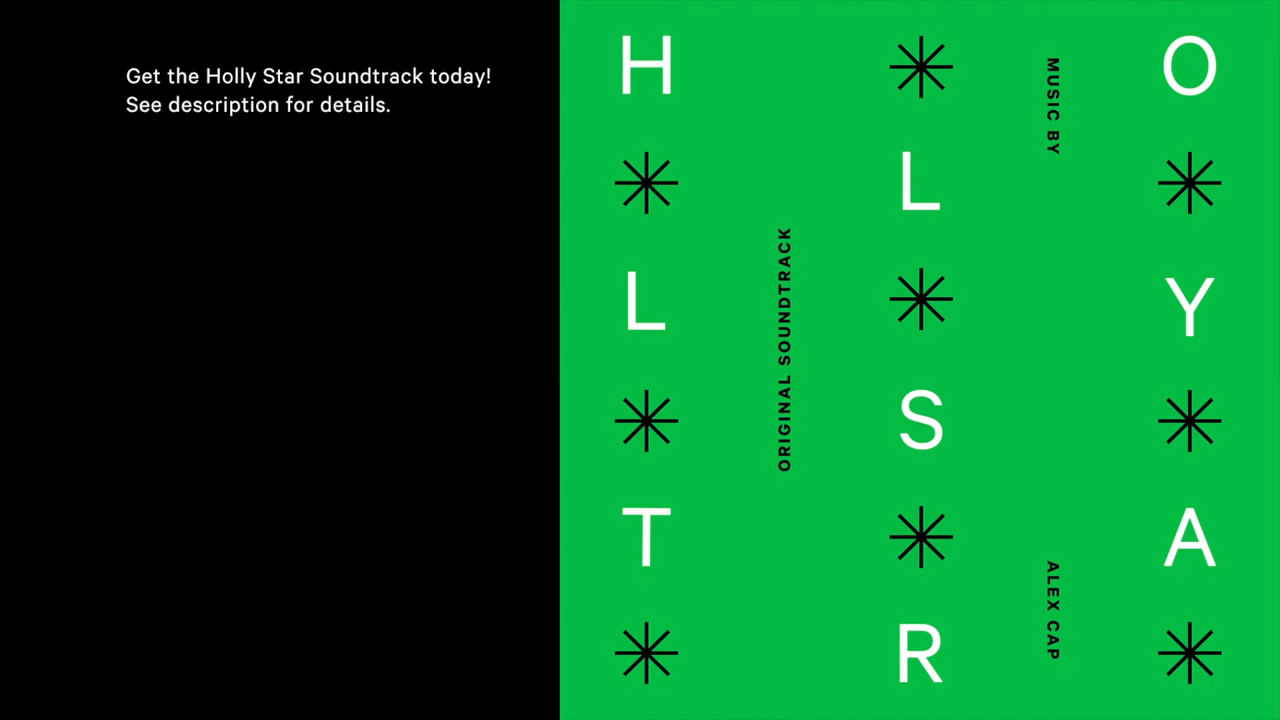 Get the Holly Star Soundtrack today!
See description for details.
H * O
* L *
L * Y
* S *
T * A
* R *
ORIGINAL SOUNDTRACK
MUSIC BY
ALEX CAP